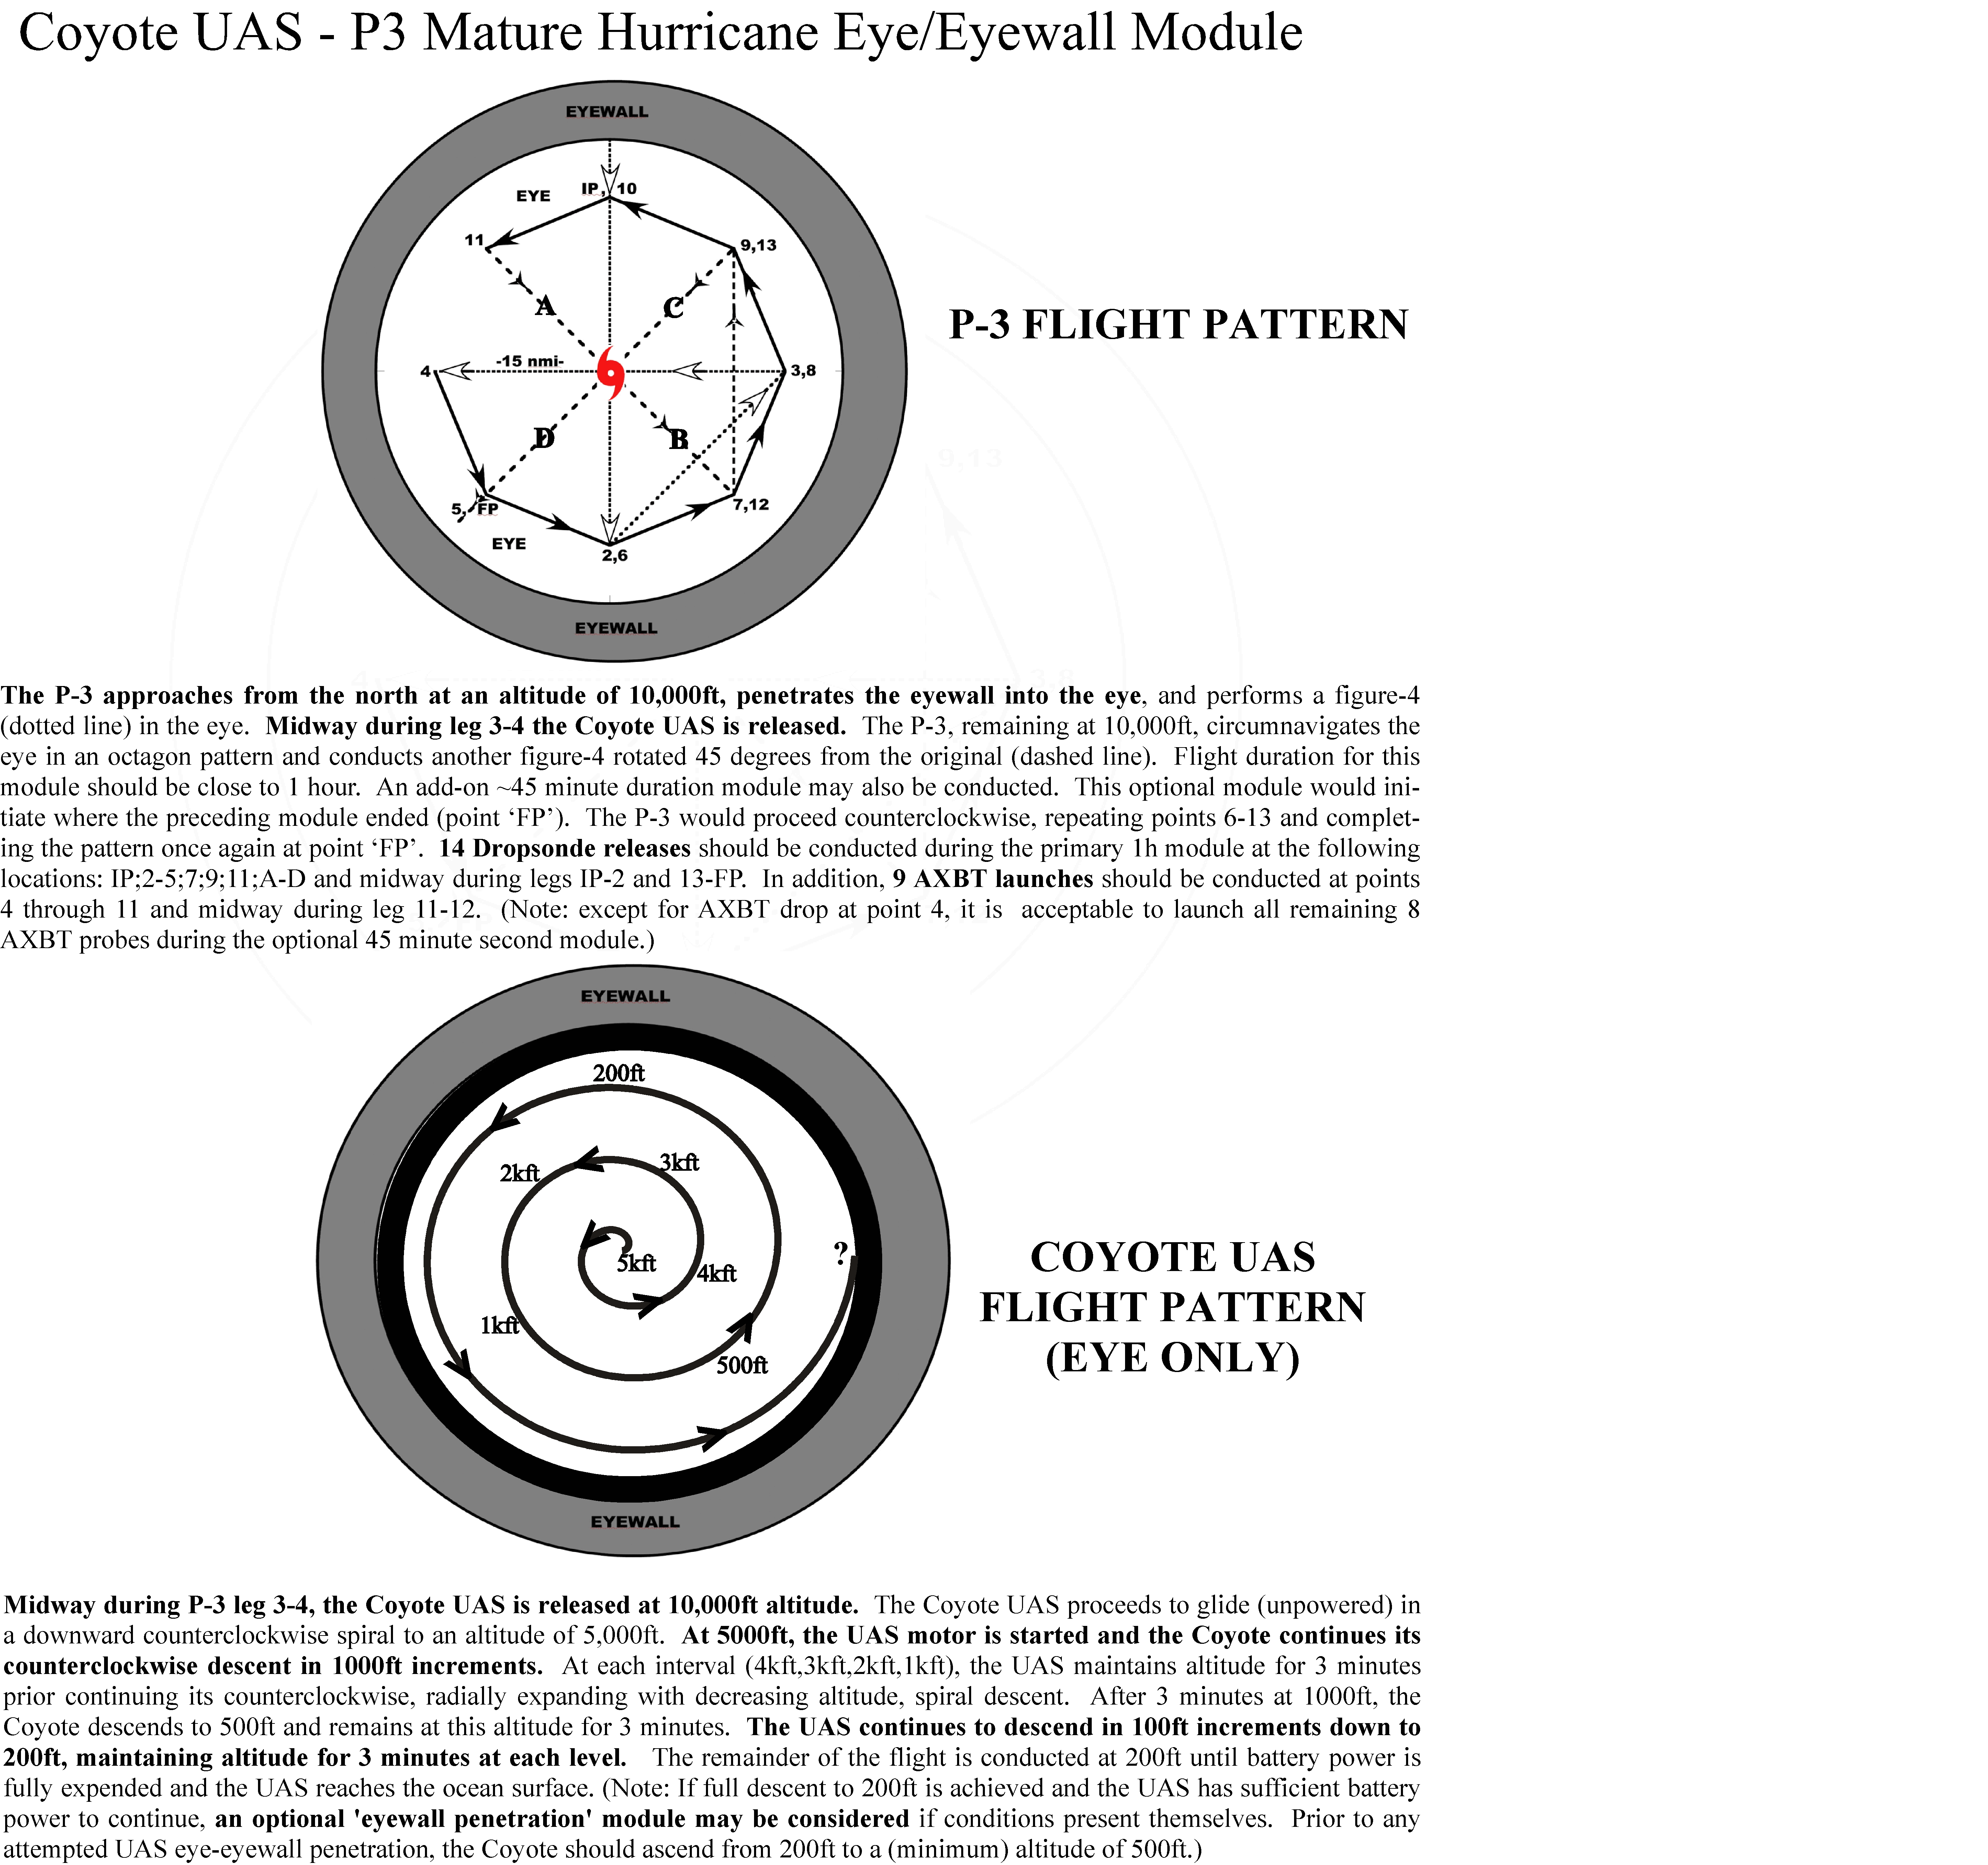 Coyote UAS - P3 Mature Hurricane Eye/Eyewall Module
EYEWALL
EYE
IP, 10
11
9,13
A
C
P-3 FLIGHT PATTERN
4
-15 nmi-
3,8
D
B
5, FP
7,12
EYE
2,6
EYEWALL
The P-3 approaches from the north at an altitude of 10,000ft, penetrates the eyewall into the eye, and performs a figure-4
(dotted line) in the eye. Midway during leg 3-4 the Coyote UAS is released. The P-3, remaining at 10,000ft, circumnavigates the
eye in an octagon pattern and conducts another figure-4 rotated 45 degrees from the original (dashed line). Flight duration for this
module should be close to 1 hour. An add-on ~45 minute duration module may also be conducted. This optional module would ini-
tiate where the preceding module ended (point ‘FP’). The P-3 would proceed counterclockwise, repeating points 6-13 and complet-
ing the pattern once again at point ‘FP’. 14 Dropsonde releases should be conducted during the primary 1h module at the following
locations: IP;2-5;7;9;11;A-D and midway during legs IP-2 and 13-FP. In addition, 9 AXBT launches should be conducted at points
4 through 11 and midway during leg 11-12. (Note: except for AXBT drop at point 4, it is acceptable to launch all remaining 8
AXBT probes during the optional 45 minute second module.)
EYEWALL
200ft
3kft
2kft
?
5kft
4kft
1kft
500ft
COYOTE UAS
FLIGHT PATTERN
(EYE ONLY)
EYEWALL
Midway during P-3 leg 3-4, the Coyote UAS is released at 10,000ft altitude. The Coyote UAS proceeds to glide (unpowered) in
a downward counterclockwise spiral to an altitude of 5,000ft. At 5000ft, the UAS motor is started and the Coyote continues its
counterclockwise descent in 1000ft increments. At each interval (4kft,3kft,2kft,1kft), the UAS maintains altitude for 3 minutes
prior continuing its counterclockwise, radially expanding with decreasing altitude, spiral descent. After 3 minutes at 1000ft, the
Coyote descends to 500ft and remains at this altitude for 3 minutes. The UAS continues to descend in 100ft increments down to
200ft, maintaining altitude for 3 minutes at each level. The remainder of the flight is conducted at 200ft until battery power is
fully expended and the UAS reaches the ocean surface. (Note: If full descent to 200ft is achieved and the UAS has sufficient battery
power to continue, an optional 'eyewall penetration' module may be considered if conditions present themselves. Prior to any
attempted UAS eye-eyewall penetration, the Coyote should ascend from 200ft to a (minimum) altitude of 500ft.)